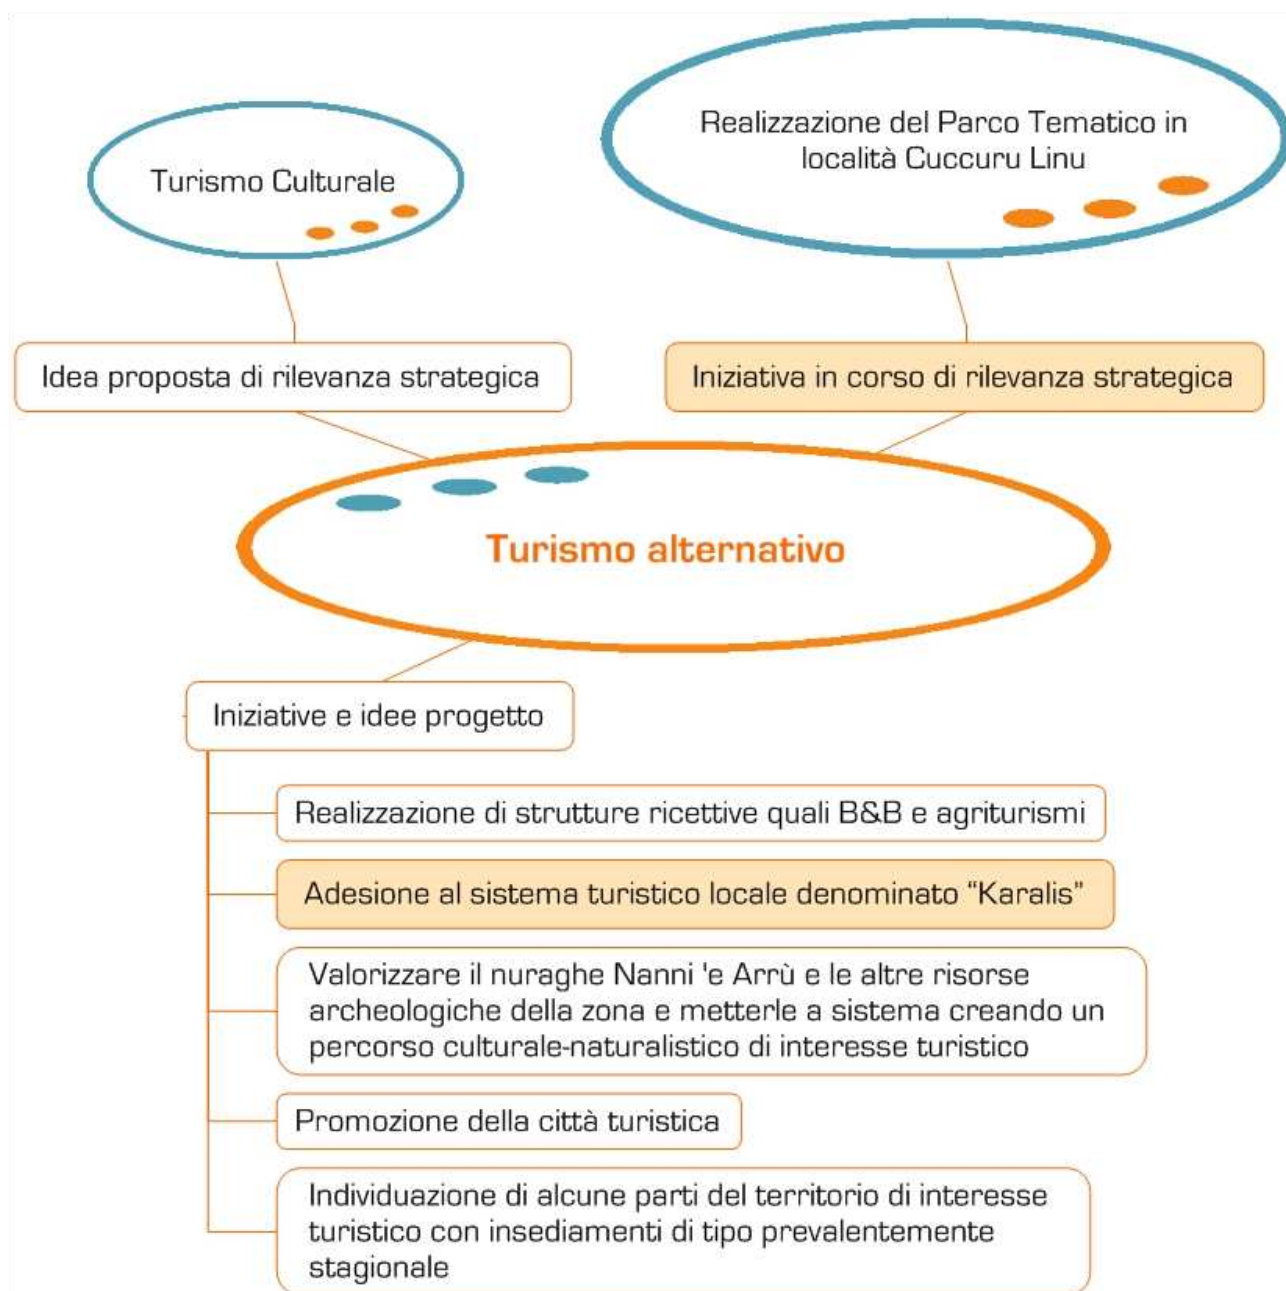 Turismo Culturale
Realizzazione del Parco Tematico in
località Cuccuru Linu
Idea proposta di rilevanza strategica
Iniziativa in corso di rilevanza strategica
Turismo alternativo
Iniziative e idee progetto
Realizzazione di strutture ricettive quali B&B e agriturismi
Adesione al sistema turistico locale denominato “Karalis”
Valorizzare il nuraghe Nanni 'e Arrù e le altre risorse
archeologiche della zona e metterle a sistema creando un
percorso culturale-naturalistico di interesse turistico
Promozione della città turistica
Individuazione di alcune parti del territorio di interesse
turistico con insediamenti di tipo prevalentemente
stagionale